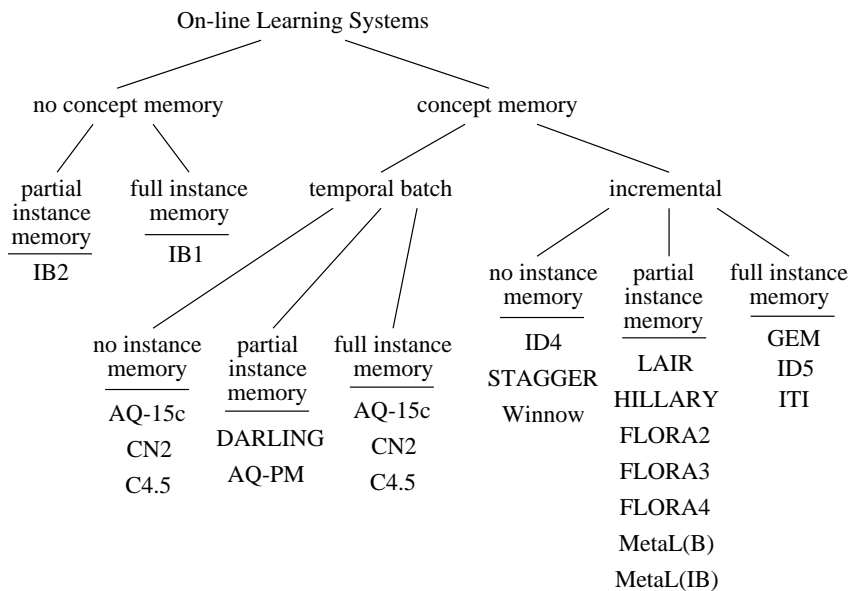 On-line Learning Systems
no concept memory
concept memory
partial
instance
memory
IB2
full instance
memory
IB1
temporal batch
incremental
no instance
memory
AQ-15c
CN2
C4.5
partial
instance
memory
DARLING
AQ-PM
full instance
memory
AQ-15c
CN2
C4.5
no instance
memory
ID4
STAGGER
Winnow
partial
instance
memory
LAIR
HILLARY
FLORA2
FLORA3
FLORA4
MetaL(B)
MetaL(IB)
full instance
memory
GEM
ID5
ITI